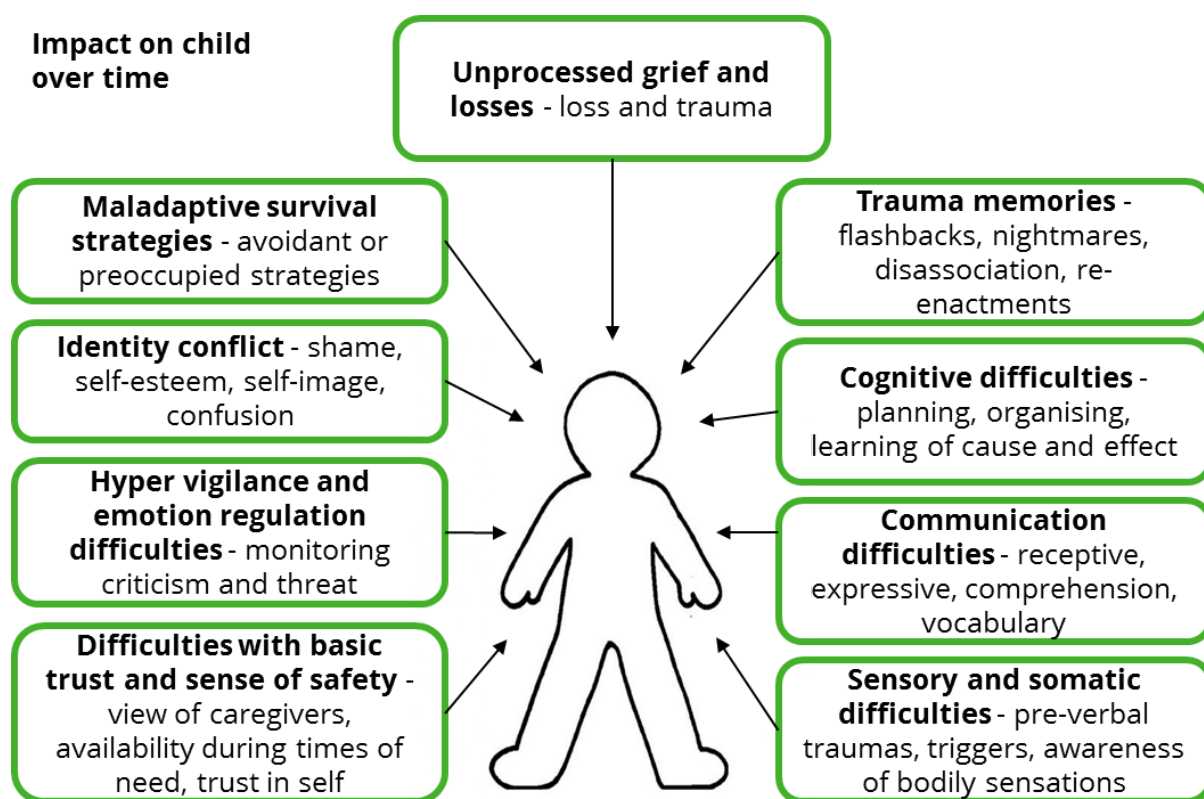 Impact on child
over time
Unprocessed grief and
losses - loss and trauma
Maladaptive survival
strategies - avoidant or
preoccupied strategies
Identity conflict - shame,
self-esteem, self-image,
confusion
Hyper vigilance and
emotion regulation
difficulties - monitoring
criticism and threat
Difficulties with basic
trust and sense of safety -
view of caregivers,
availability during times of
need, trust in self
Trauma memories -
flashbacks, nightmares,
disassociation, re-
enactments
Cognitive difficulties -
planning, organising,
learning of cause and effect
Communication
difficulties - receptive,
expressive, comprehension,
vocabulary
Sensory and somatic
difficulties - pre-verbal
traumas, triggers, awareness
of bodily sensations